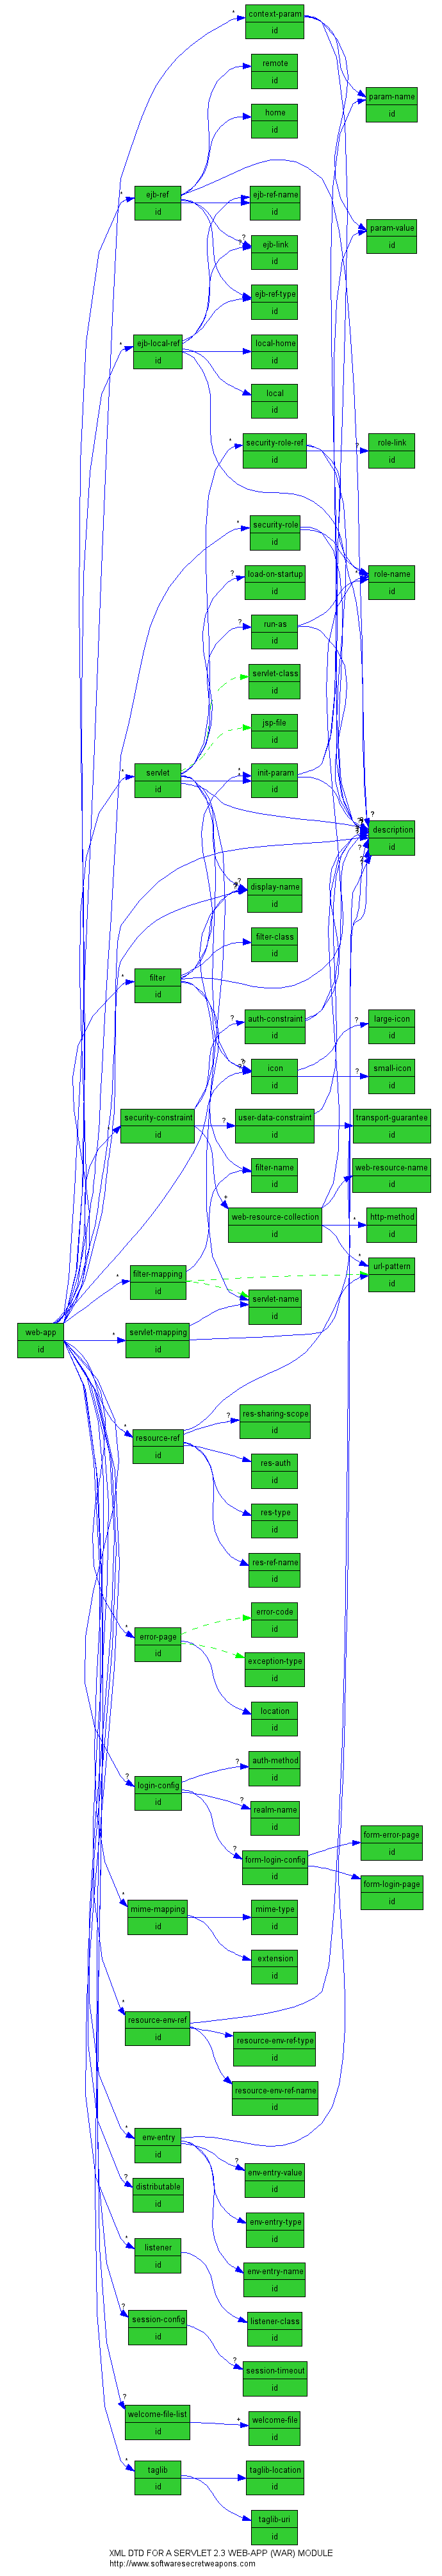 context-param
id
remote
id
param-name
id
home
id
ejb-ref
id
ejb-ref-name
id
param-value
id
ejb-link
id
ejb-ref-type
id
ejb-local-ref
id
local-home
id
local
id
security-role-ref
id
role-link
id
security-role
id
load-on-startup
id
role-name
id
run-as
id
servlet-class
id
jsp-file
id
servlet
id
init-param
id
description
id
display-name
id
filter-class
id
filter
id
auth-constraint
id
large-icon
id
icon
id
small-icon
id
security-constraint
id
user-data-constraint
id
transport-guarantee
id
filter-name
id
web-resource-name
id
web-resource-collection
id
http-method
id
filter-mapping
id
url-pattern
id
servlet-name
id
web-app
id
servlet-mapping
id
res-sharing-scope
id
resource-ref
id
res-auth
id
res-type
id
res-ref-name
id
error-code
id
error-page
id
exception-type
id
location
id
auth-method
id
login-config
id
realm-name
id
form-error-page
id
form-login-config
id
form-login-page
id
mime-mapping
id
mime-type
id
extension
id
resource-env-ref
id
resource-env-ref-type
id
resource-env-ref-name
id
env-entry
id
env-entry-value
id
distributable
id
env-entry-type
id
listener
id
env-entry-name
id
session-config
id
listener-class
id
session-timeout
id
welcome-file-list
id
welcome-file
id
taglib
id
taglib-location
id
taglib-uri
id
XML DTD FOR A SERVLET 2.3 WEB-APP (WAR) MODULE
http://www.softwaresecretweapons.com